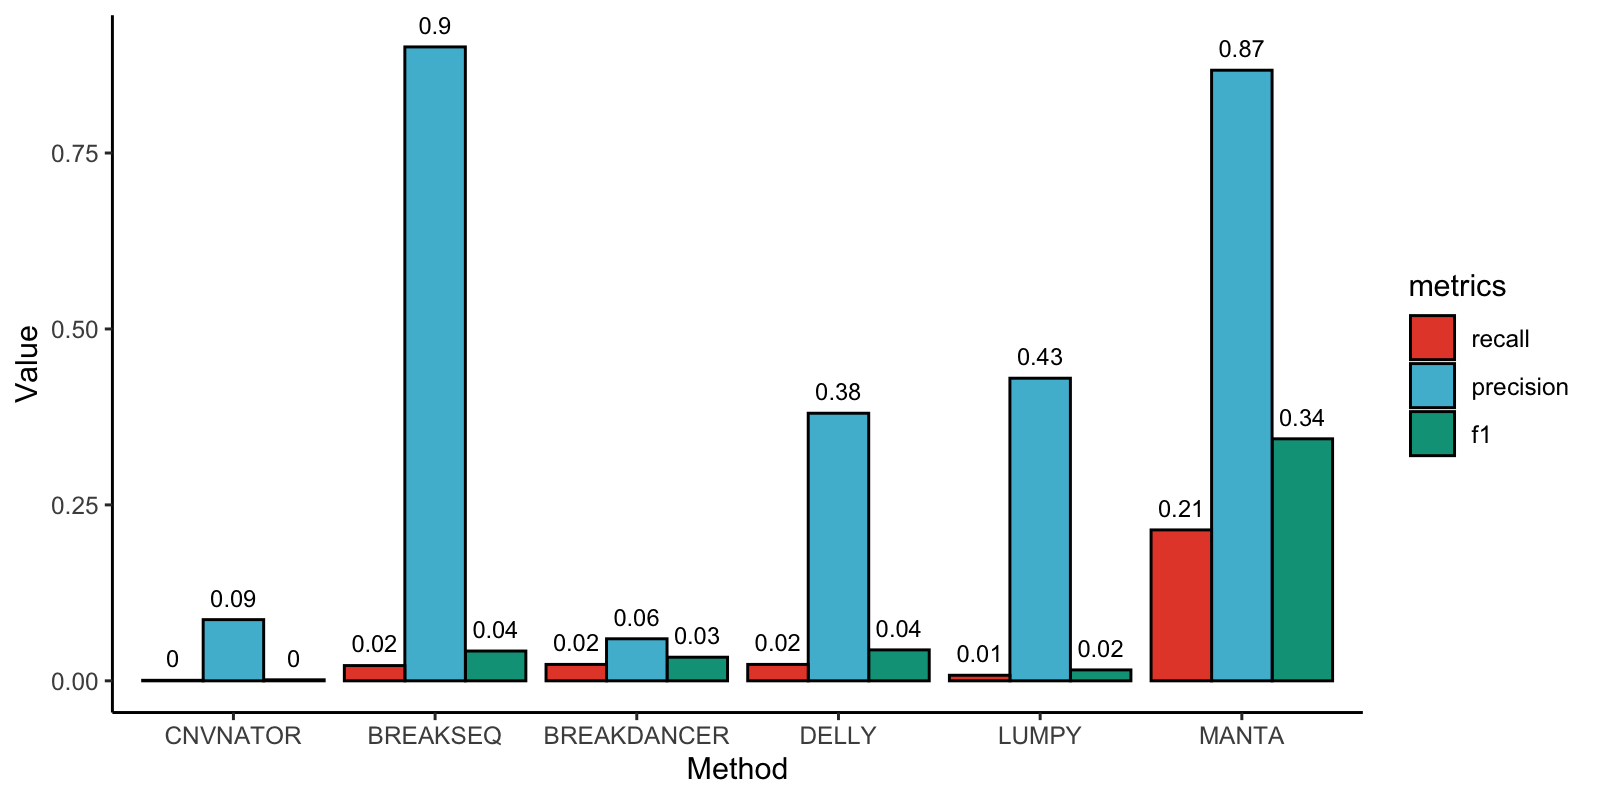 0.9
0.87
0.75
0.50
0.43
0.38
0.34
0.25
0.21
0.09
0.06
0.02
0.04
0.02
0.03
0.02
0.04
0.01
0.02
0
0
0.00
CNVNATOR
BREAKSEQ
BREAKDANCER
DELLY
LUMPY
MANTA
Method
Value
metrics
recall
precision
f1